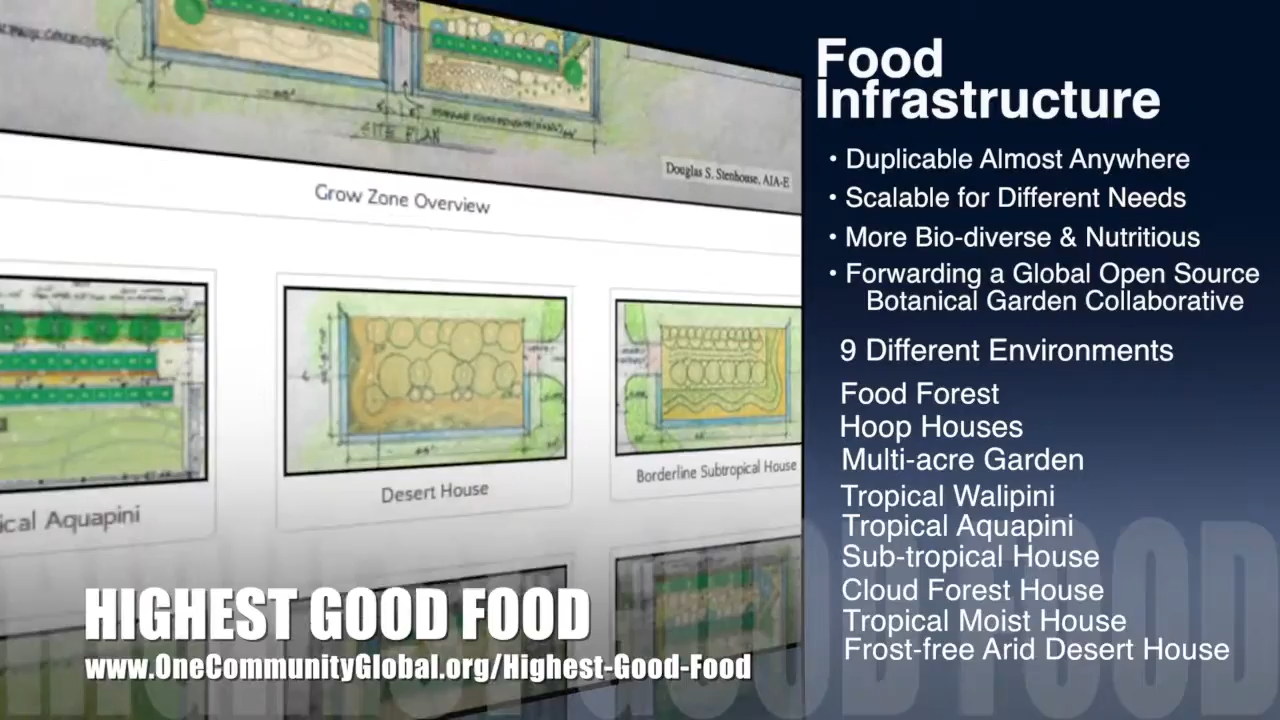 SITE PLAN
Douglas S. Stenhouse, AIA-E
Grow Zone Overview
ical Aquapini
Desert House
Borderline Subtropical House
HIGHEST GOOD FOOD
www.OneCommunityGlobal.org/Highest-Good-Food
Food
Infrastructure
• Duplicable Almost Anywhere
• Scalable for Different Needs
• More Bio-diverse & Nutritious
• Forwarding a Global Open Source
Botanical Garden Collaborative
9 Different Environments
Food Forest
Hoop Houses
Multi-acre Garden
Tropical Walipini
Tropical Aquapini
Sub-tropical House
Cloud Forest House
Tropical Moist House
Frost-free Arid Desert House